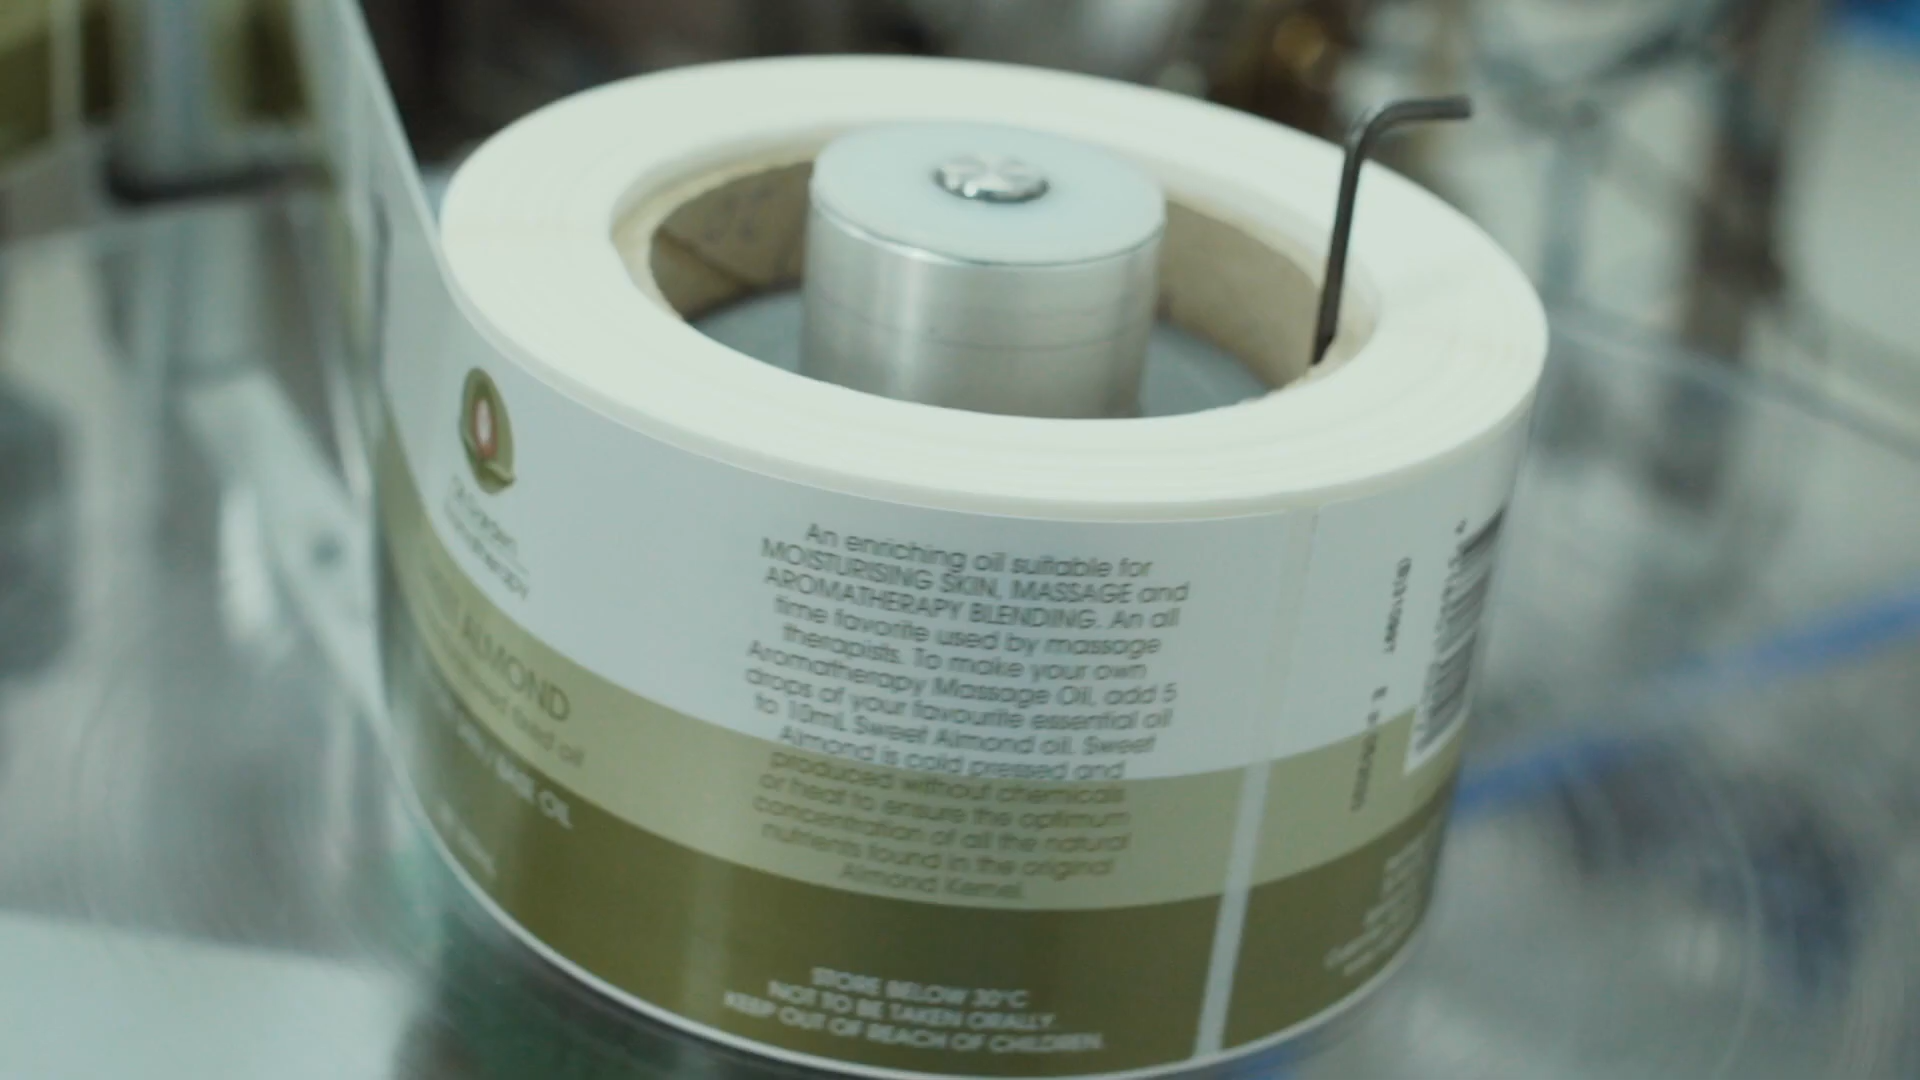 ALMOND
seed oil
BASE OIL
An enriching oil suitable for
MOISTURISING SKIN, MASSAGE and
AROMATHERAPY BLENDING. An all
time favorite used by massage
therapists. To make your own
Aromatherapy Massage Oil, add 5
drops of your favourite essential oil
to 10mL Sweet Almond oil. Sweet
Almond is cold pressed and
produced without chemicals
or heat to ensure the optimum
concentration of all the natural
nutrients found in the original
Almond Kernel.
STORE BELOW 30°C
NOT TO BE TAKEN ORALLY.
KEEP OUT OF REACH OF CHILDREN.